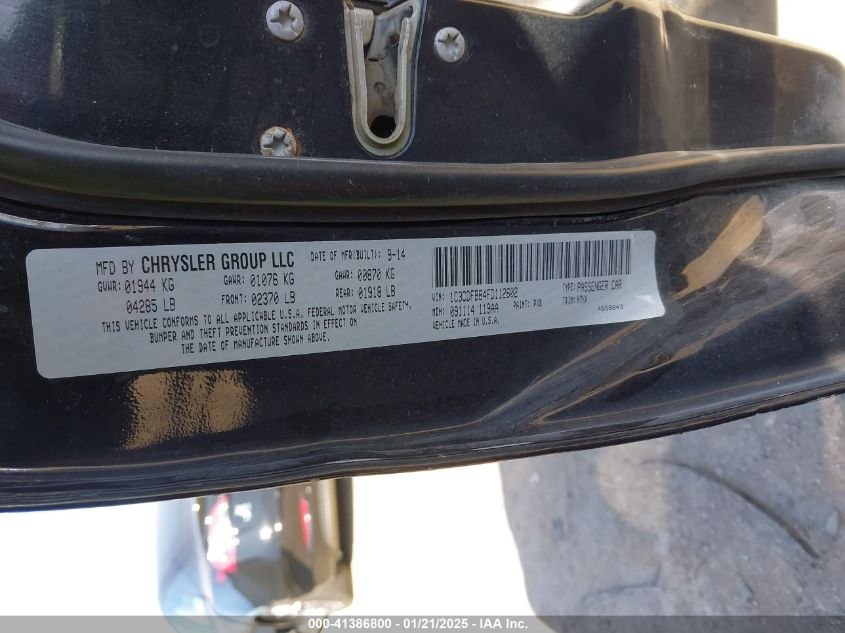 MFD BY CHRYSLER GROUP LLC DATE OF MFR(BUILT): 9-14
GVWR: 01944 KG GAWR: 01076 KG GAWR: 00870 KG
04285 LB FRONT: 02370 LB REAR: 01918 LB
THIS VEHICLE CONFORMS TO ALL APPLICABLE U.S.A. FEDERAL MOTOR VEHICLE SAFETY,
BUMPER AND THEFT PREVENTION STANDARDS IN EFFECT ON
THE DATE OF MANUFACTURE SHOWN ABOVE.
VIN: 1C3CDFBB4FD112602 TYPE: PASSENGER CAR
MDH: 091114 119AA PAINT: PX8 TRIM:
VEHICLE MADE IN: U.S.A.
000-41386800 / 01/21/2025 / IAA Inc.